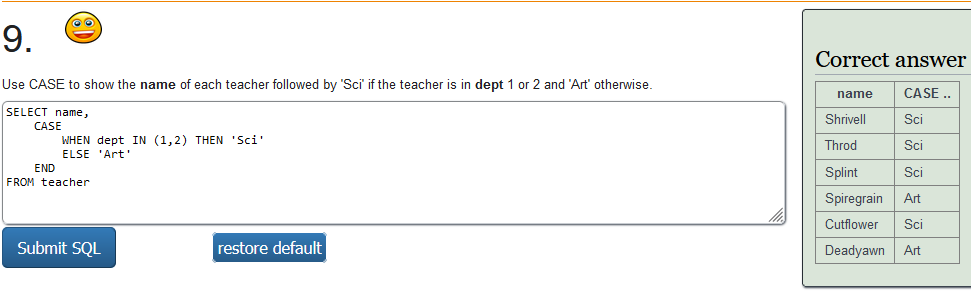 9.
Use CASE to show the name of each teacher followed by 'Sci' if the teacher is in dept 1 or 2 and 'Art' otherwise.
SELECT name,
    CASE
        WHEN dept IN (1,2) THEN 'Sci'
        ELSE 'Art'
    END
FROM teacher
Submit SQL
restore default
Correct answer
name CASE ..
Shrivell Sci
Throd Sci
Splint Sci
Spiregrain Art
Cutflower Sci
Deadyawn Art